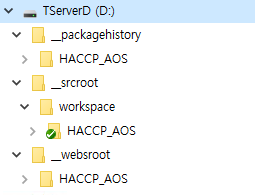 TServerD (D:)
__packagehistory
HACCP_AOS
__srcroot
workspace
HACCP_AOS
__websroot
HACCP_AOS